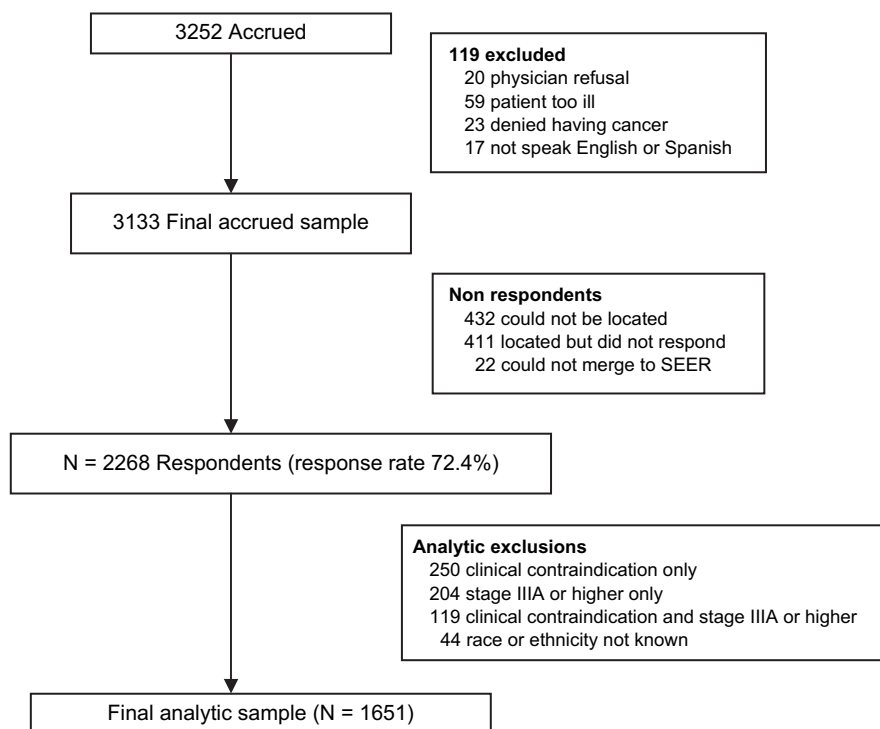 3252 Accrued
119 excluded
20 physician refusal
59 patient too ill
23 denied having cancer
17 not speak English or Spanish
3133 Final accrued sample
Non respondents
432 could not be located
411 located but did not respond
22 could not merge to SEER
N = 2268 Respondents (response rate 72.4%)
Analytic exclusions
250 clinical contraindication only
204 stage IIIA or higher only
119 clinical contraindication and stage IIIA or higher
44 race or ethnicity not known
Final analytic sample (N = 1651)